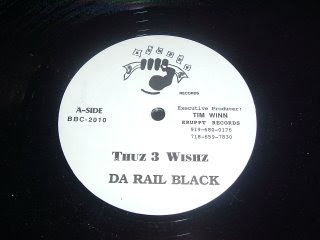 RECORDS
A-SIDE
BBC-2010
Executive Producer:
TIM WINN
ERUPPT RECORDS
919-680-0176
718-659-7830
THUZ 3 WISHZ
DA RAIL BLACK